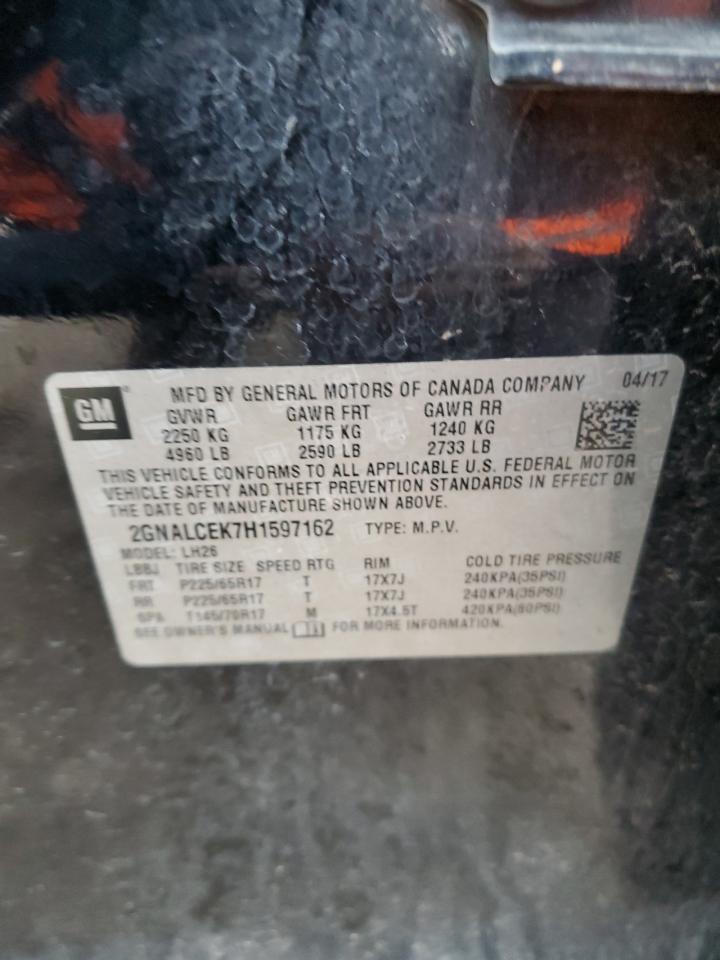 GM MFD BY GENERAL MOTORS OF CANADA COMPANY 04/17
GVWR GAWR FRT GAWR RR
2250 KG 1175 KG 1240 KG
4960 LB 2590 LB 2733 LB
THIS VEHICLE CONFORMS TO ALL APPLICABLE U.S. FEDERAL MOTOR
VEHICLE SAFETY AND THEFT PREVENTION STANDARDS IN EFFECT ON
THE DATE OF MANUFACTURE SHOWN ABOVE.
2GNALCEK7H1597162 TYPE: M.P.V.
MODEL: LH26
LBBJ TIRE SIZE SPEED RTG RIM COLD TIRE PRESSURE
FRT P225/65R17 T 17X7J 240KPA(35PSI)
RR P225/65R17 T 17X7J 240KPA(35PSI)
SPA T145/70R17 M 17X4.5T 420KPA(60PSI)
SEE OWNER'S MANUAL FOR MORE INFORMATION.